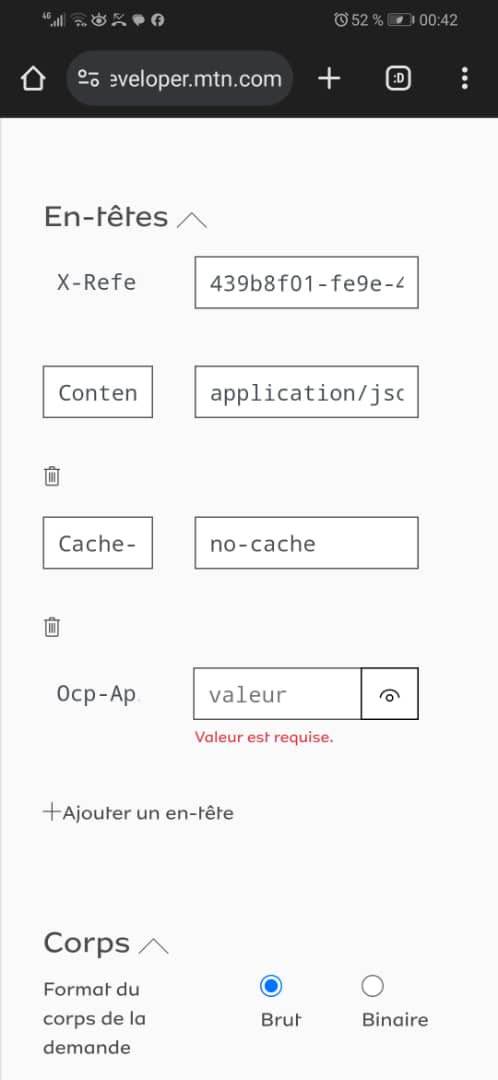 4G 52 % 00:42
eveloper.mtn.com :D
En-têtes
X-Refe 439b8f01-fe9e-4
Conten application/jsc
Cache- no-cache
Ocp-Ap valeur
Valeur est requise.
+Ajouter un en-tête
Corps
Format du
corps de la
demande
Brut Binaire